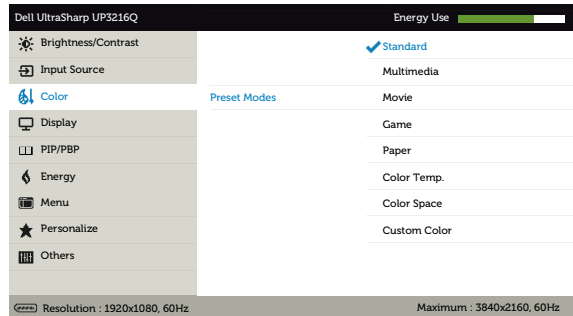 Dell UltraSharp UP3216Q Energy Use
Brightness/Contrast Standard
Input Source Multimedia
Color Preset Modes Movie
Display Game
PIP/PBP Paper
Energy Color Temp.
Menu Color Space
Personalize Custom Color
Others
Resolution : 1920x1080, 60Hz Maximum : 3840x2160, 60Hz